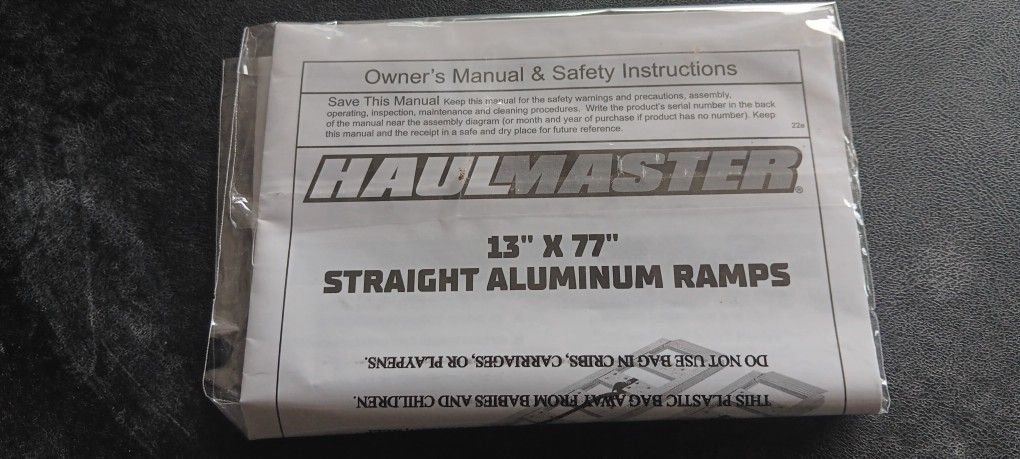 Owner's Manual & Safety Instructions
Save This Manual Keep this manual for the safety warnings and precautions, assembly,
operating, inspection, maintenance and cleaning procedures. Write the product's serial number in the back
of the manual near the assembly diagram (or month and year of purchase if product has no number). Keep
this manual and the receipt in a safe and dry place for future reference.
22e
HAULMASTER®
13" X 77"
STRAIGHT ALUMINUM RAMPS
DO NOT USE BAG IN CRIBS, CARRIAGES, OR PLAYPENS.
THIS PLASTIC BAG AWAY FROM BABIES AND CHILDREN.